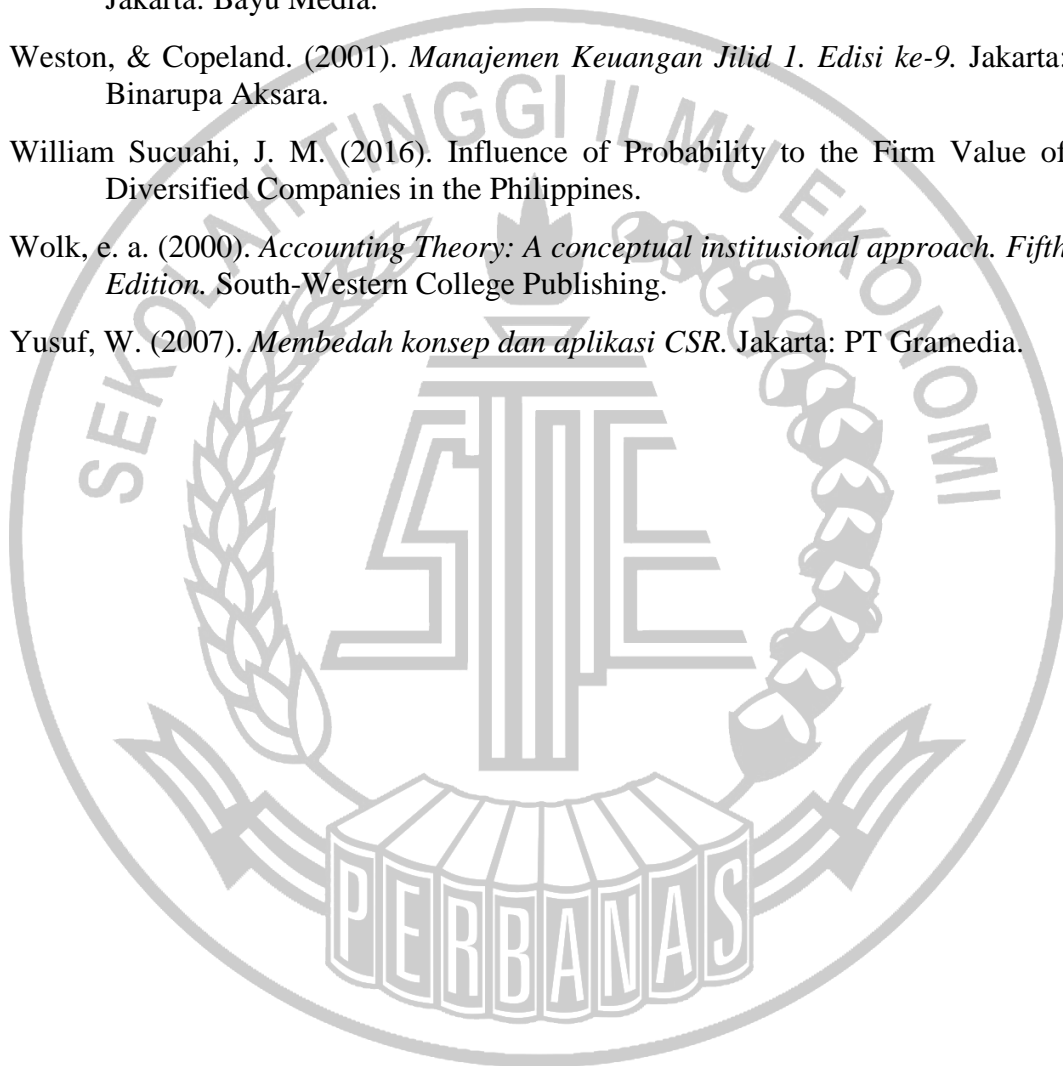 Jakarta: Bayu Media.
Weston, & Copeland. (2001). Manajemen Keuangan Jilid 1. Edisi ke-9. Jakarta:
Binarupa Aksara.
William Sucuahi, J. M. (2016). Influence of Probability to the Firm Value of
Diversified Companies in the Philippines.
Wolk, e. a. (2000). Accounting Theory: A conceptual institusional approach. Fifth
Edition. South-Western College Publishing.
Yusuf, W. (2007). Membedah konsep dan aplikasi CSR. Jakarta: PT Gramedia.
SEKOLAH TINGGI ILMU EKONOMI
STIE
PERBANAS